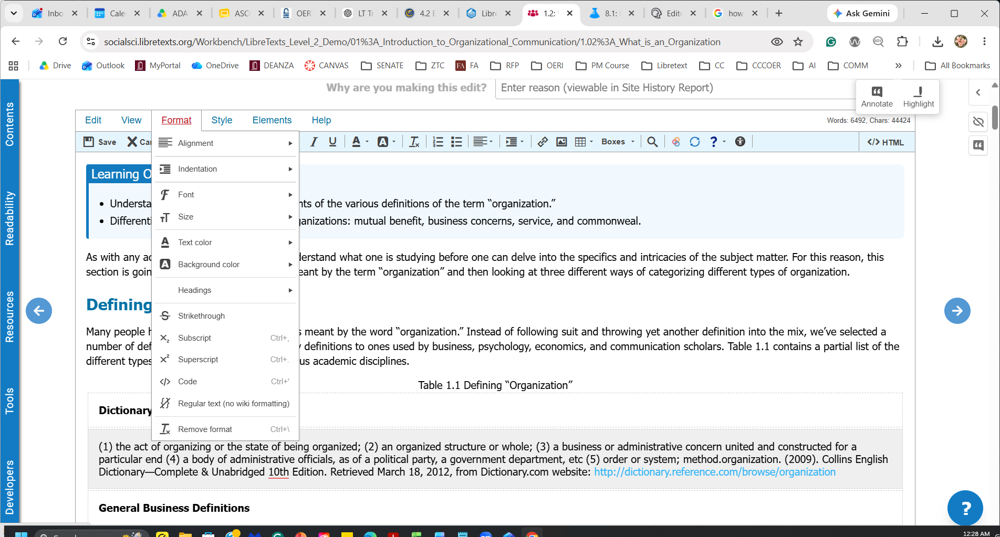 Inbo
Cale
ADA
ASC
OER
LT Tr
4.2 E
Libre
1.2:
8.1:
Edit
how
Ask Gemini
socialsci.libretexts.org/Workbench/LibreTexts_Level_2_Demo/01%3A_Introduction_to_Organizational_Communication/1.02%3A_What_is_an_Organization
Drive
Outlook
MyPortal
OneDrive
DEANZA
CANVAS
SENATE
ZTC
FA FA
RFP
OERI
PM Course
Libretext
CC
CCCOER
AI
COMM
All Bookmarks
Why are you making this edit?
Enter reason (viewable in Site History Report)
Annotate
Highlight
Contents
Readability
Resources
Tools
Developers
Edit
View
Format
Style
Elements
Help
Words: 6492, Chars: 44424
Save
Ca
I U A A
Boxes
?
</> HTML
Alignment
Indentation
Font
Size
Text color
Background color
Headings
Strikethrough
Subscript Ctrl+,
Superscript Ctrl+.
Code Ctrl+'
Regular text (no wiki formatting)
Remove format Ctrl+\
Learning O
• Understa nts of the various definitions of the term “organization.”
• Differenti ganizations: mutual benefit, business concerns, service, and commonweal.
As with any ac derstand what one is studying before one can delve into the specifics and intricacies of the subject matter. For this reason, this
section is goin eant by the term “organization” and then looking at three different ways of categorizing different types of organization.
Defining
Many people h s meant by the word “organization.” Instead of following suit and throwing yet another definition into the mix, we’ve selected a
number of def y definitions to ones used by business, psychology, economics, and communication scholars. Table 1.1 contains a partial list of the
different types us academic disciplines.
Table 1.1 Defining “Organization”
Dictionary
(1) the act of organizing or the state of being organized; (2) an organized structure or whole; (3) a business or administrative concern united and constructed for a
particular end (4) a body of administrative officials, as of a political party, a government department, etc (5) order or system; method.organization. (2009). Collins English
Dictionary—Complete & Unabridged 10th Edition. Retrieved March 18, 2012, from Dictionary.com website: http://dictionary.reference.com/browse/organization
General Business Definitions
?
12:28 AM